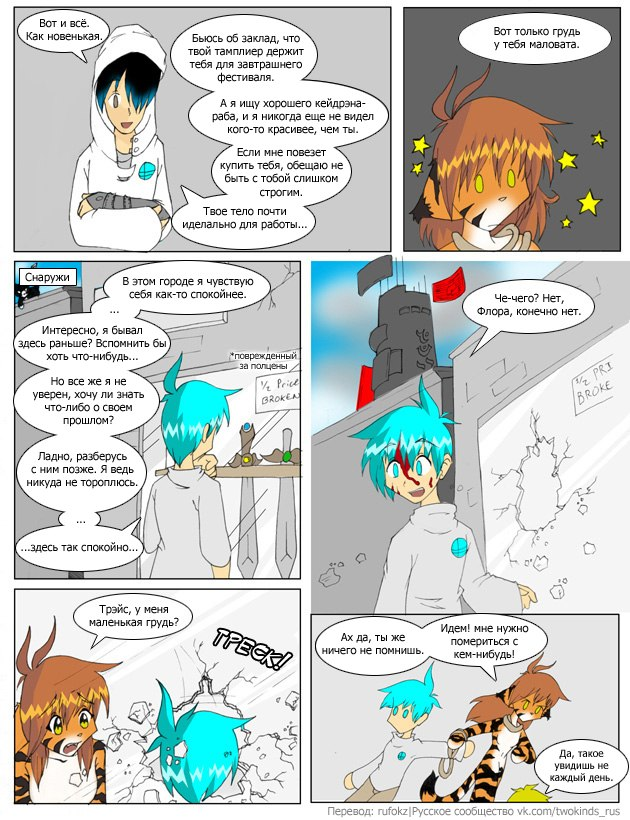 Вот и всё.
Как новенькая.
Бьюсь об заклад, что
твой тамплиер держит
тебя для завтрашнего
фестиваля.
А я ищу хорошего кейдрэна-
раба, и я никогда еще не видел
кого-то красивее, чем ты.
Если мне повезет
купить тебя, обещаю не
быть с тобой слишком
строгим.
Твое тело почти
идеально для работы...
Вот только грудь
у тебя маловата.
Снаружи
В этом городе я чувствую
себя как-то спокойнее.
...
Интересно, я бывал
здесь раньше? Вспомнить бы
хоть что-нибудь...
*поврежденный
за полцены
1/2 Price
BROKEN
Но все же я не
уверен, хочу ли знать
что-либо о своем
прошлом?
Ладно, разберусь
с ним позже. Я ведь
никуда не тороплюсь.
...
...здесь так спокойно...
Че-чего? Нет,
Флора, конечно нет.
1/2 PRI
BROKE
Трэйс, у меня
маленькая грудь?
ТРЕСК!
Ах да, ты же
ничего не помнишь.
Идем! мне нужно
помериться с
кем-нибудь!
Да, такое
увидишь не
каждый день.
Перевод: rufokz|Русское сообщество vk.com/twokinds_rus